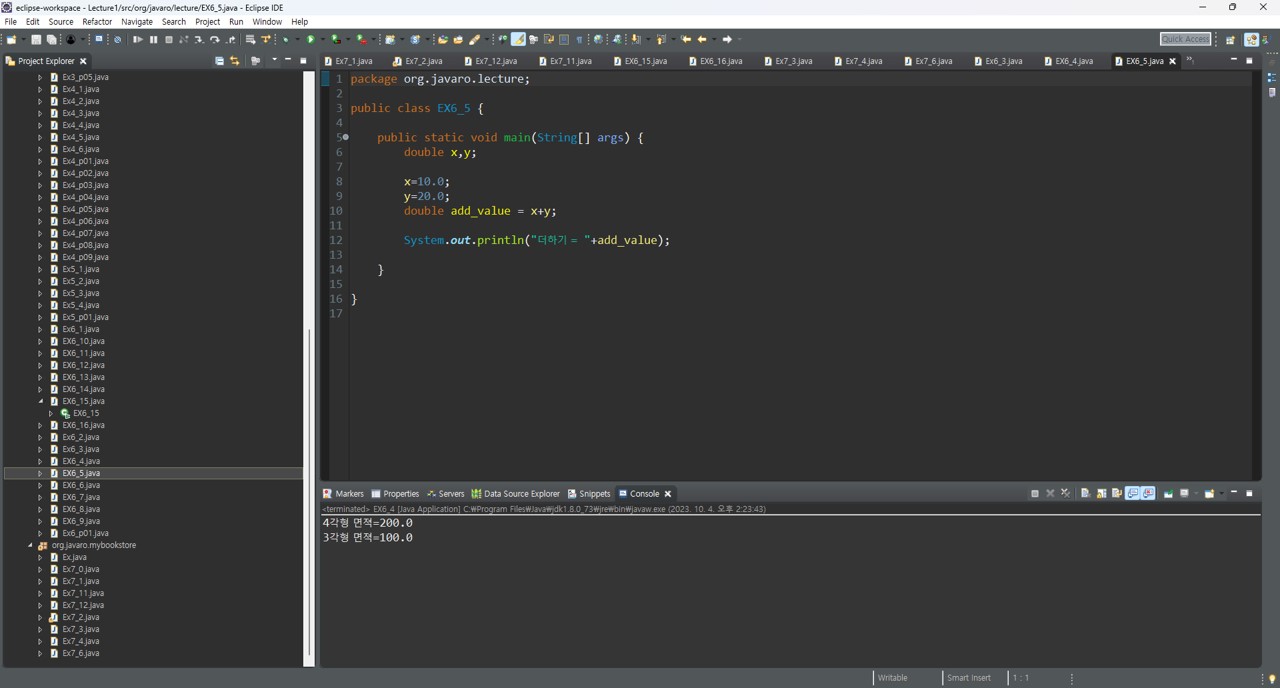 eclipse-workspace - Lecture1/src/org/javaro/lecture/EX6_5.java - Eclipse IDE
File Edit Source Refactor Navigate Search Project Run Window Help
Quick Access
Project Explorer
Ex3_p05.java
Ex4_1.java
Ex4_2.java
Ex4_3.java
Ex4_4.java
Ex4_5.java
Ex4_6.java
Ex4_p01.java
Ex4_p02.java
Ex4_p03.java
Ex4_p04.java
Ex4_p05.java
Ex4_p06.java
Ex4_p07.java
Ex4_p08.java
Ex4_p09.java
Ex5_1.java
Ex5_2.java
Ex5_3.java
Ex5_4.java
Ex5_p01.java
Ex6_1.java
EX6_10.java
EX6_11.java
EX6_12.java
EX6_13.java
EX6_14.java
EX6_15.java
EX6_15
EX6_16.java
Ex6_2.java
Ex6_3.java
EX6_4.java
EX6_5.java
EX6_6.java
EX6_7.java
EX6_8.java
EX6_9.java
Ex6_p01.java
org.javaro.mybookstore
Ex.java
Ex7_0.java
Ex7_1.java
Ex7_11.java
Ex7_12.java
Ex7_2.java
Ex7_3.java
Ex7_4.java
Ex7_6.java
Ex7_1.java Ex7_2.java Ex7_12.java Ex7_11.java EX6_15.java EX6_16.java Ex7_3.java Ex7_4.java Ex7_6.java Ex6_3.java EX6_4.java EX6_5.java
1 package org.javaro.lecture;
2
3 public class EX6_5 {
4
5 public static void main(String[] args) {
6 double x,y;
7
8 x=10.0;
9 y=20.0;
10 double add_value = x+y;
11
12 System.out.println("더하기 = "+add_value);
13
14 }
15
16 }
17
Markers Properties Servers Data Source Explorer Snippets Console
<terminated> EX6_4 [Java Application] C:₩Program Files₩Java₩jdk1.8.0_73₩jre₩bin₩javaw.exe (2023. 10. 4. 오후 2:23:43)
4각형 면적=200.0
3각형 면적=100.0
Writable Smart Insert 1 : 1